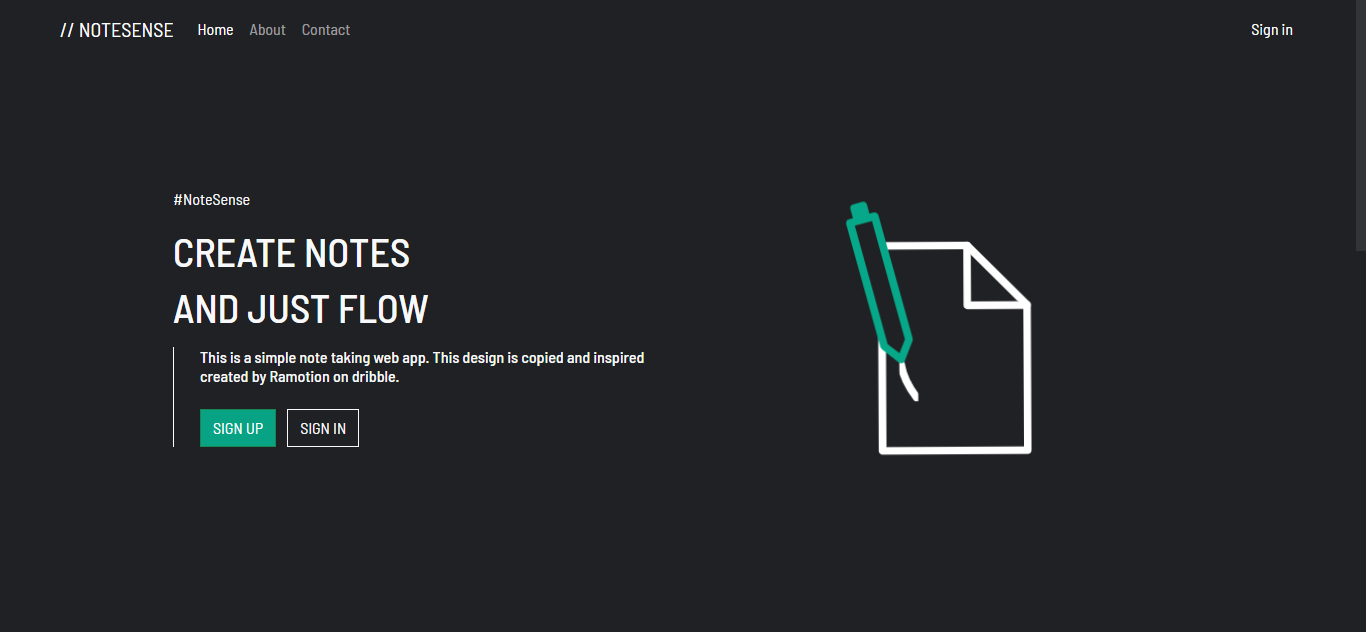 // NOTESENSE Home About Contact Sign in
#NoteSense
CREATE NOTES
AND JUST FLOW
This is a simple note taking web app. This design is copied and inspired
created by Ramotion on dribble.
SIGN UP SIGN IN